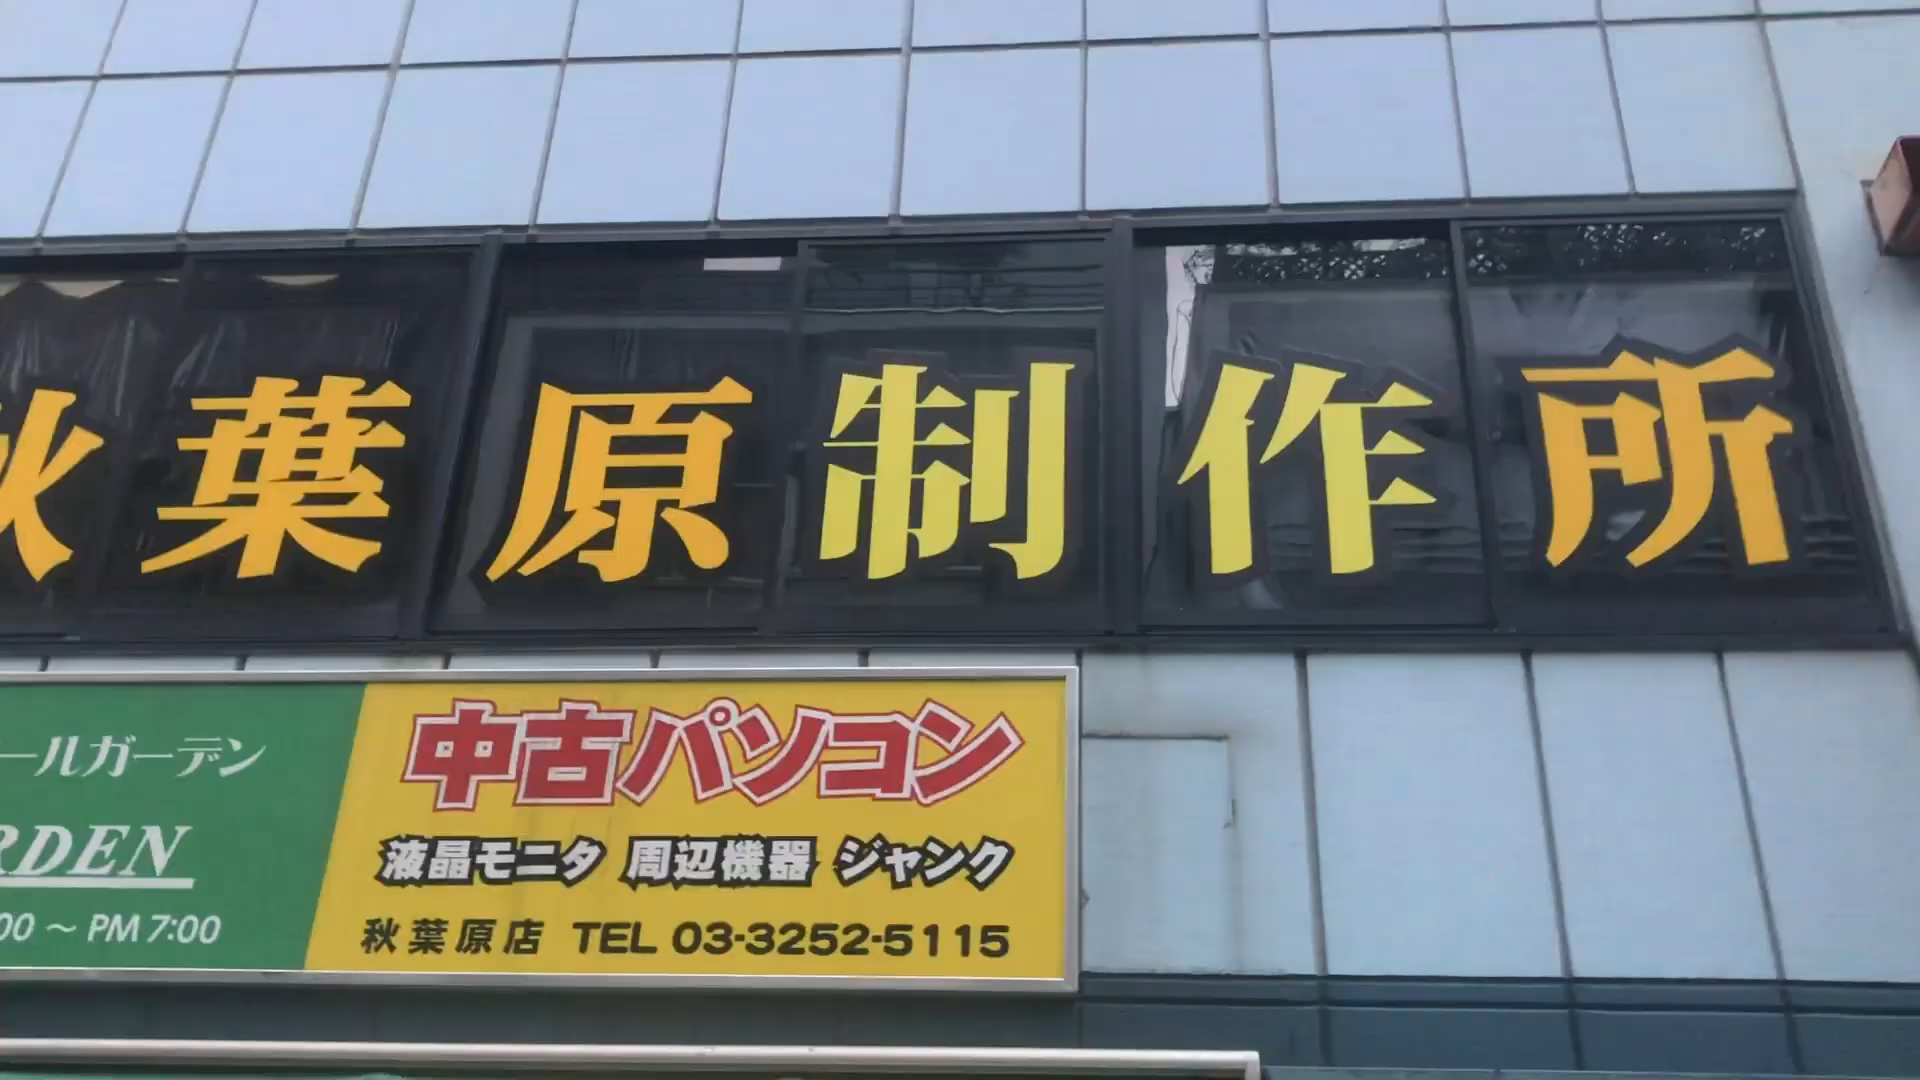 秋葉原制作所
ールガーデン
RDEN
00 ～ PM 7:00
中古パソコン
液晶モニタ 周辺機器 ジャンク
秋葉原店 TEL 03-3252-5115